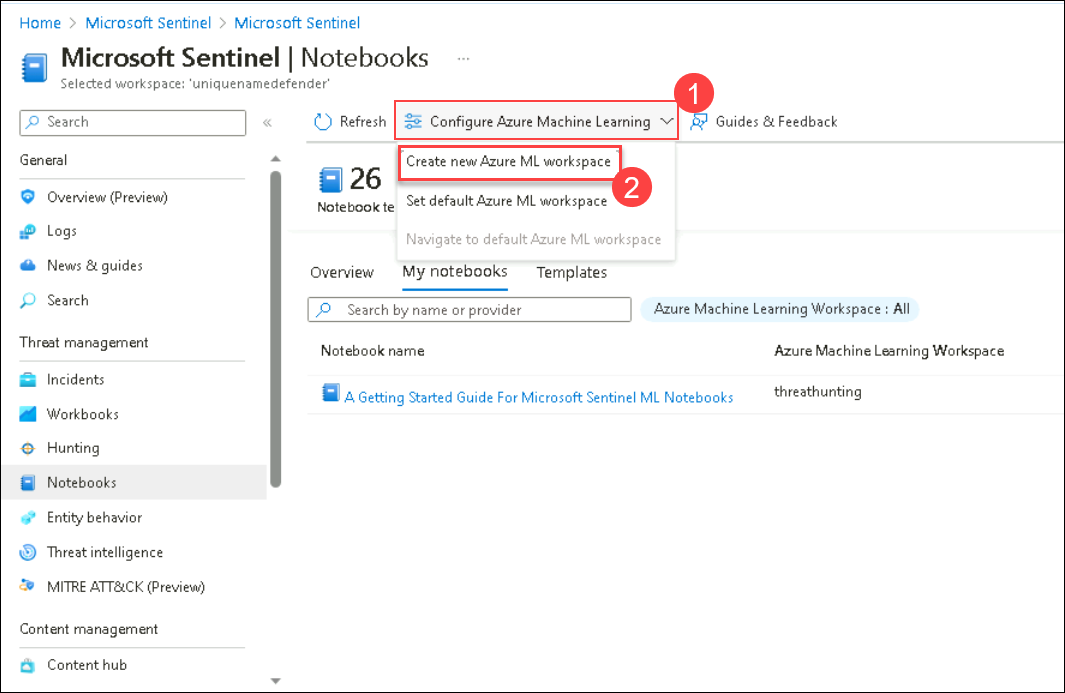 Home > Microsoft Sentinel > Microsoft Sentinel
Microsoft Sentinel | Notebooks ...
Selected workspace: 'uniquenamedefender'
Search «
Refresh Configure Azure Machine Learning 1 Guides & Feedback
General
Create new Azure ML workspace
2
26
Set default Azure ML workspace
Notebook te
Navigate to default Azure ML workspace
Overview (Preview)
Logs
News & guides
Search
Threat management
Incidents
Workbooks
Hunting
Notebooks
Entity behavior
Threat intelligence
MITRE ATT&CK (Preview)
Content management
Content hub
Overview My notebooks Templates
Search by name or provider Azure Machine Learning Workspace : All
Notebook name Azure Machine Learning Workspace
A Getting Started Guide For Microsoft Sentinel ML Notebooks threathunting